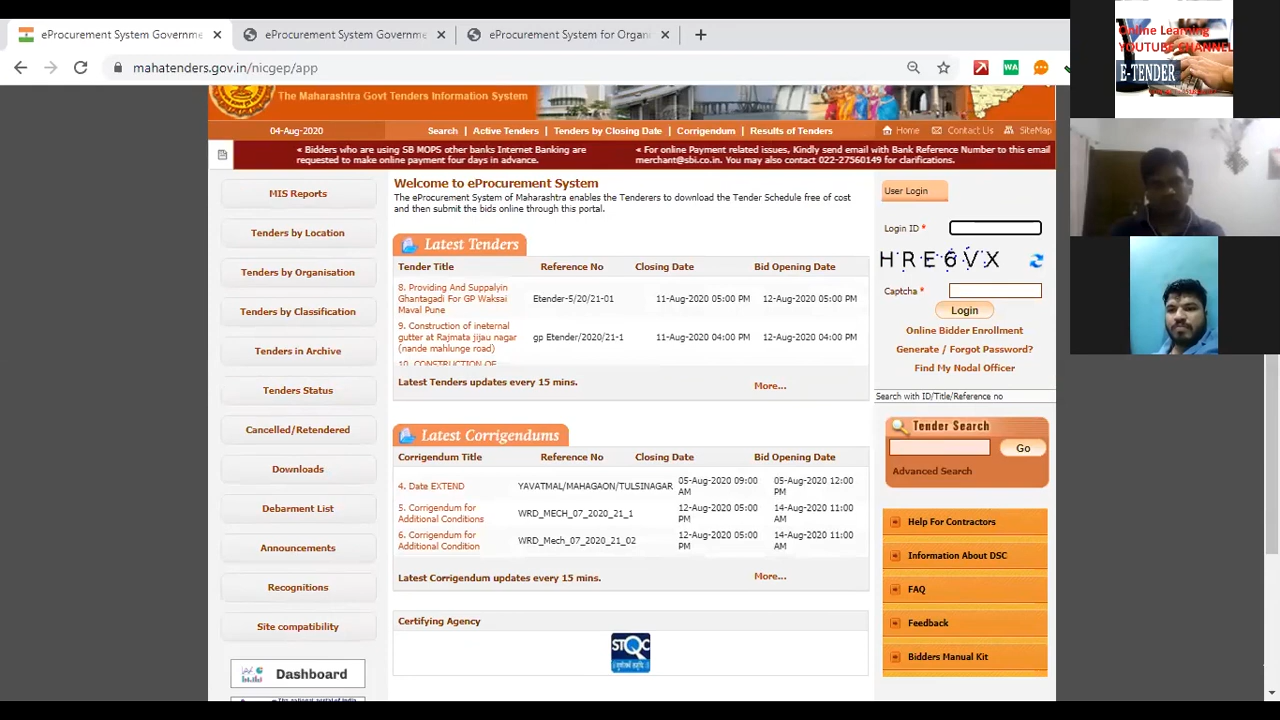 eProcurement System Governme
eProcurement System Governm
eProcurement System for Organi
mahatenders.gov.in/nicgep/app
WA
The Maharashtra Govt Tenders Information System
04-Aug-2020
Search | Active Tenders | Tenders by Closing Date | Corrigendum | Results of Tenders
Home Contact Us SiteMap
« Bidders who are using SB MOPS other banks Internet Banking are
requested to make online payment four days in advance.
« For online Payment related issues, Kindly send email with Bank Reference Number to this email
merchant@sbi.co.in. You may also contact 022-27560149 for clarifications.
MIS Reports
Tenders by Location
Tenders by Organisation
Tenders by Classification
Tenders in Archive
Tenders Status
Cancelled/Retendered
Downloads
Debarment List
Announcements
Recognitions
Site compatibility
Dashboard
Welcome to eProcurement System
The eProcurement System of Maharashtra enables the Tenderers to download the Tender Schedule free of cost
and then submit the bids online through this portal.
Latest Tenders
Tender Title Reference No Closing Date Bid Opening Date
8. Providing And Suppalyin
Ghantagadi For GP Waksai
Maval Pune
Etender-5/20/21-01 11-Aug-2020 05:00 PM 12-Aug-2020 05:00 PM
9. Construction of ineternal
gutter at Rajmata jijau nagar
(nande mahlunge road)
gp Etender/2020/21-1 11-Aug-2020 04:00 PM 12-Aug-2020 04:00 PM
10. CONSTRUCTION OF
Latest Tenders updates every 15 mins. More...
Latest Corrigendums
Corrigendum Title Reference No Closing Date Bid Opening Date
4. Date EXTEND YAVATMAL/MAHAGAON/TULSINAGAR 05-Aug-2020 09:00 AM 05-Aug-2020 12:00 PM
5. Corrigendum for
Additional Conditions
WRD_MECH_07_2020_21_1 12-Aug-2020 05:00 PM 14-Aug-2020 11:00 AM
6. Corrigendum for
Additional Condition
WRD_Mech_07_2020_21_02 12-Aug-2020 05:00 PM 14-Aug-2020 11:00 AM
Latest Corrigendum updates every 15 mins. More...
Certifying Agency
STQC
User Login
Login ID *
HRE6VX
Captcha *
Login
Online Bidder Enrollment
Generate / Forgot Password?
Find My Nodal Officer
Search with ID/Title/Reference no
Tender Search
Go
Advanced Search
Help For Contractors
Information About DSC
FAQ
Feedback
Bidders Manual Kit
Online Learning
YOUTUBE CHANNEL
E-TENDER